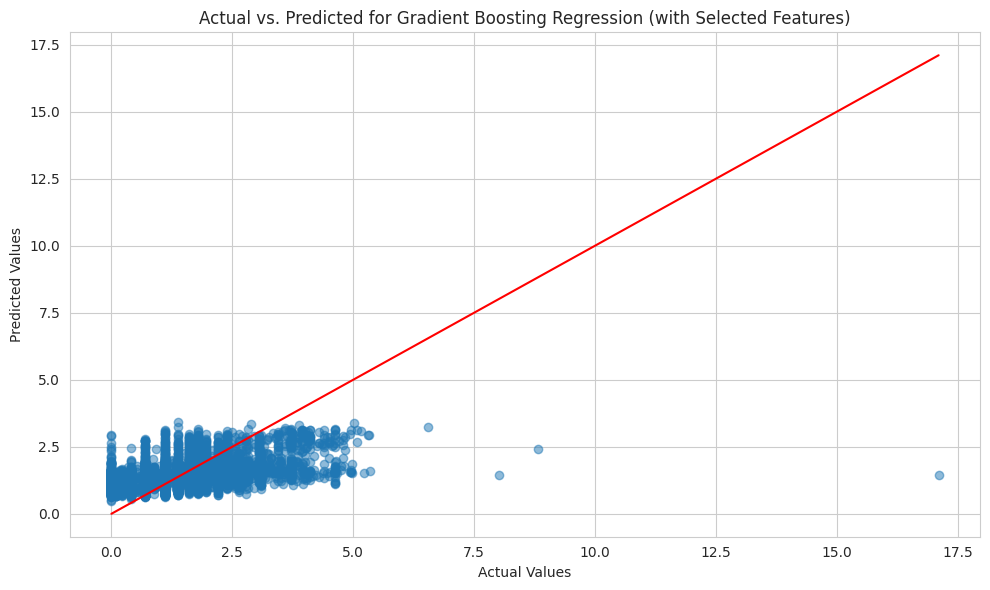 Actual vs. Predicted for Gradient Boosting Regression (with Selected Features)
17.5
15.0
12.5
10.0
7.5
5.0
2.5
0.0
Predicted Values
0.0 2.5 5.0 7.5 10.0 12.5 15.0 17.5
Actual Values